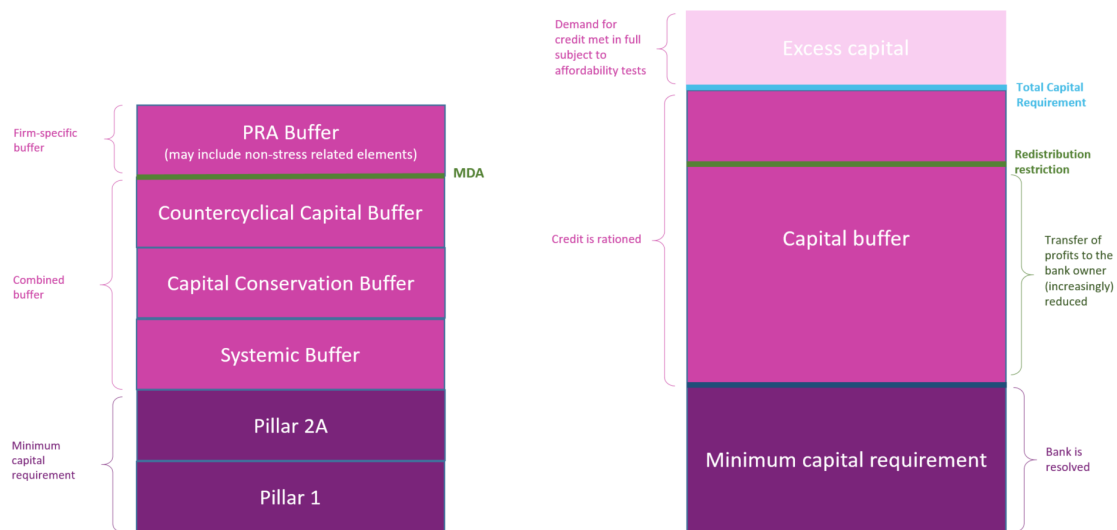 Firm-specific
buffer
PRA Buffer
(may include non-stress related elements)
MDA
Combined
buffer
Countercyclical Capital Buffer
Capital Conservation Buffer
Systemic Buffer
Minimum
capital
requirement
Pillar 2A
Pillar 1
Demand for
credit met in full
subject to
affordability tests
Excess capital
Total Capital
Requirement
Redistribution
restriction
Credit is rationed
Capital buffer
Transfer of
profits to the
bank owner
(increasingly)
reduced
Minimum capital requirement
Bank is
resolved